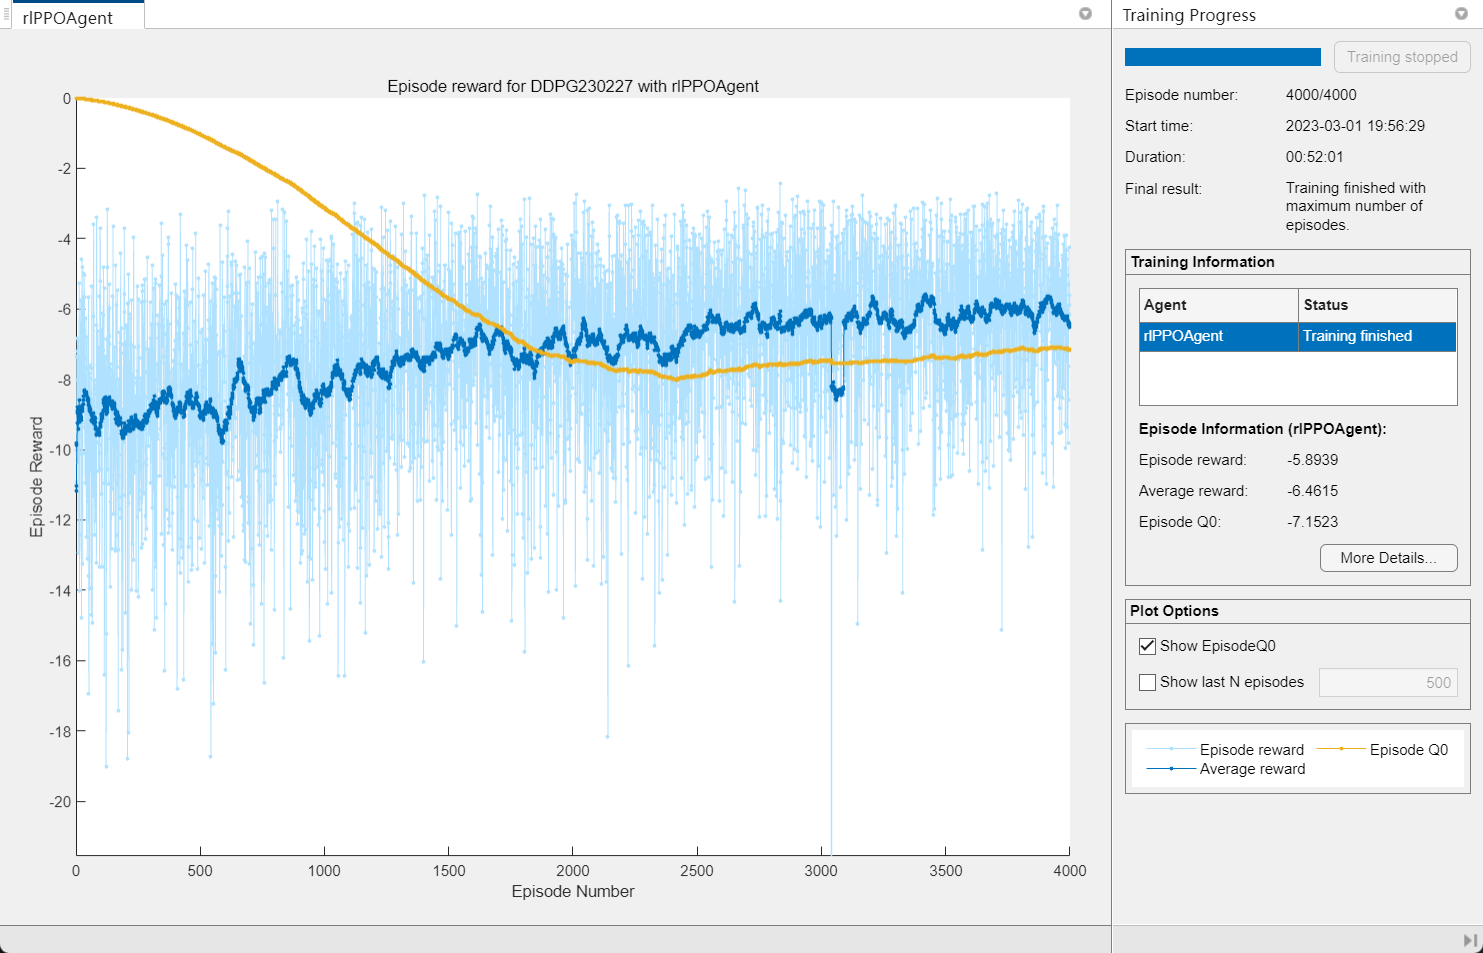 rlPPOAgent
Episode reward for DDPG230227 with rlPPOAgent
0
-2
-4
-6
-8
-10
-12
-14
-16
-18
-20
Episode Reward
0 500 1000 1500 2000 2500 3000 3500 4000
Episode Number
Training Progress
Training stopped
Episode number: 4000/4000
Start time: 2023-03-01 19:56:29
Duration: 00:52:01
Final result: Training finished with
maximum number of
episodes.
Training Information
Agent Status
rlPPOAgent Training finished
Episode Information (rlPPOAgent):
Episode reward: -5.8939
Average reward: -6.4615
Episode Q0: -7.1523
More Details...
Plot Options
Show EpisodeQ0
Show last N episodes 500
Episode reward Episode Q0
Average reward